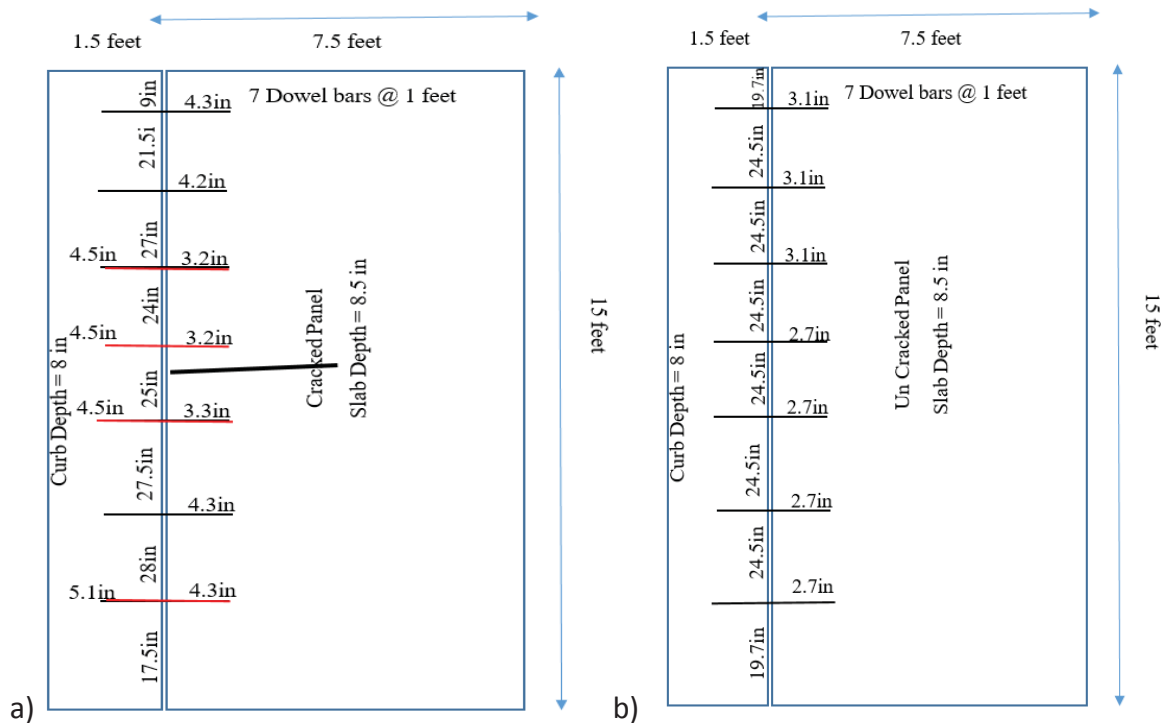 1.5 feet
7.5 feet
9in
4.3in
7 Dowel bars @ 1 feet
21.5i
4.2in
27in
4.5in
3.2in
24in
4.5in
3.2in
25in
4.5in
3.3in
27.5in
4.3in
28in
5.1in
4.3in
17.5in
Curb Depth = 8 in
Cracked Panel
Slab Depth = 8.5 in
15 feet
a)
1.5 feet
7.5 feet
19.7in
3.1in
7 Dowel bars @ 1 feet
24.5in
3.1in
24.5in
3.1in
24.5in
2.7in
24.5in
2.7in
24.5in
2.7in
24.5in
2.7in
19.7in
Curb Depth = 8 in
Un Cracked Panel
Slab Depth = 8.5 in
15 feet
b)